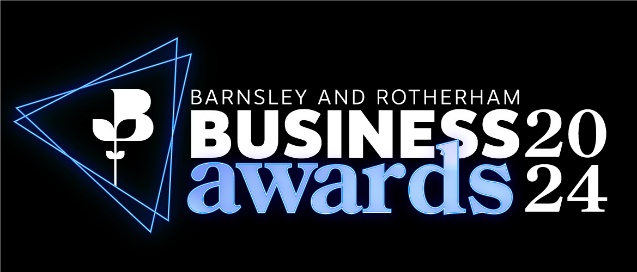 BARNSLEY AND ROTHERHAM
BUSINESS 20
awards 24